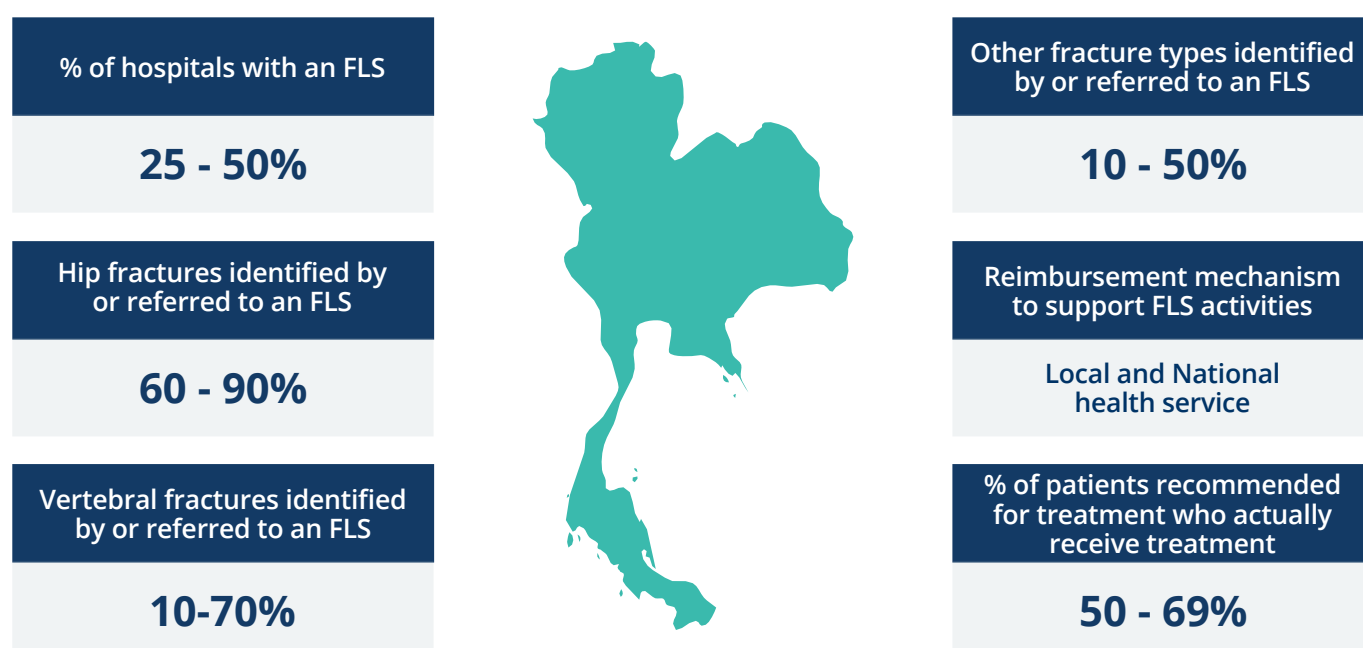 % of hospitals with an FLS
25 - 50%
Hip fractures identified by
or referred to an FLS
60 - 90%
Vertebral fractures identified
by or referred to an FLS
10-70%
Other fracture types identified
by or referred to an FLS
10 - 50%
Reimbursement mechanism
to support FLS activities
Local and National
health service
% of patients recommended
for treatment who actually
receive treatment
50 - 69%